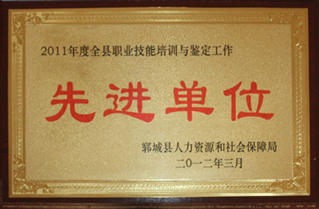 2011年度全县职业技能培训与鉴定工作
先进单位
郓城县人力资源和社会保障局
二〇一二年三月